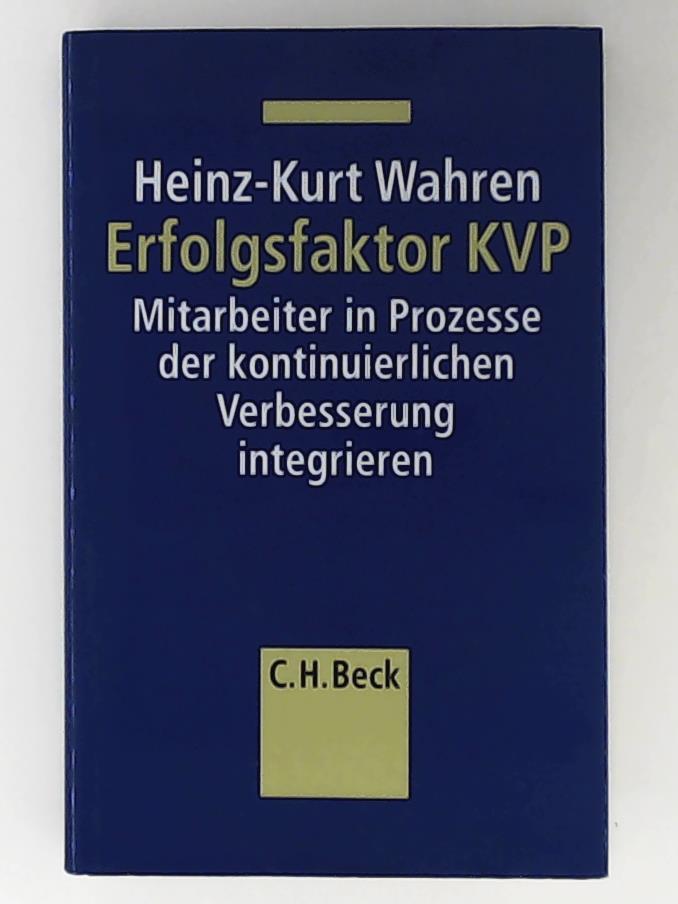 Heinz-Kurt Wahren
Erfolgsfaktor KVP
Mitarbeiter in Prozesse
der kontinuierlichen
Verbesserung
integrieren
C.H.Beck